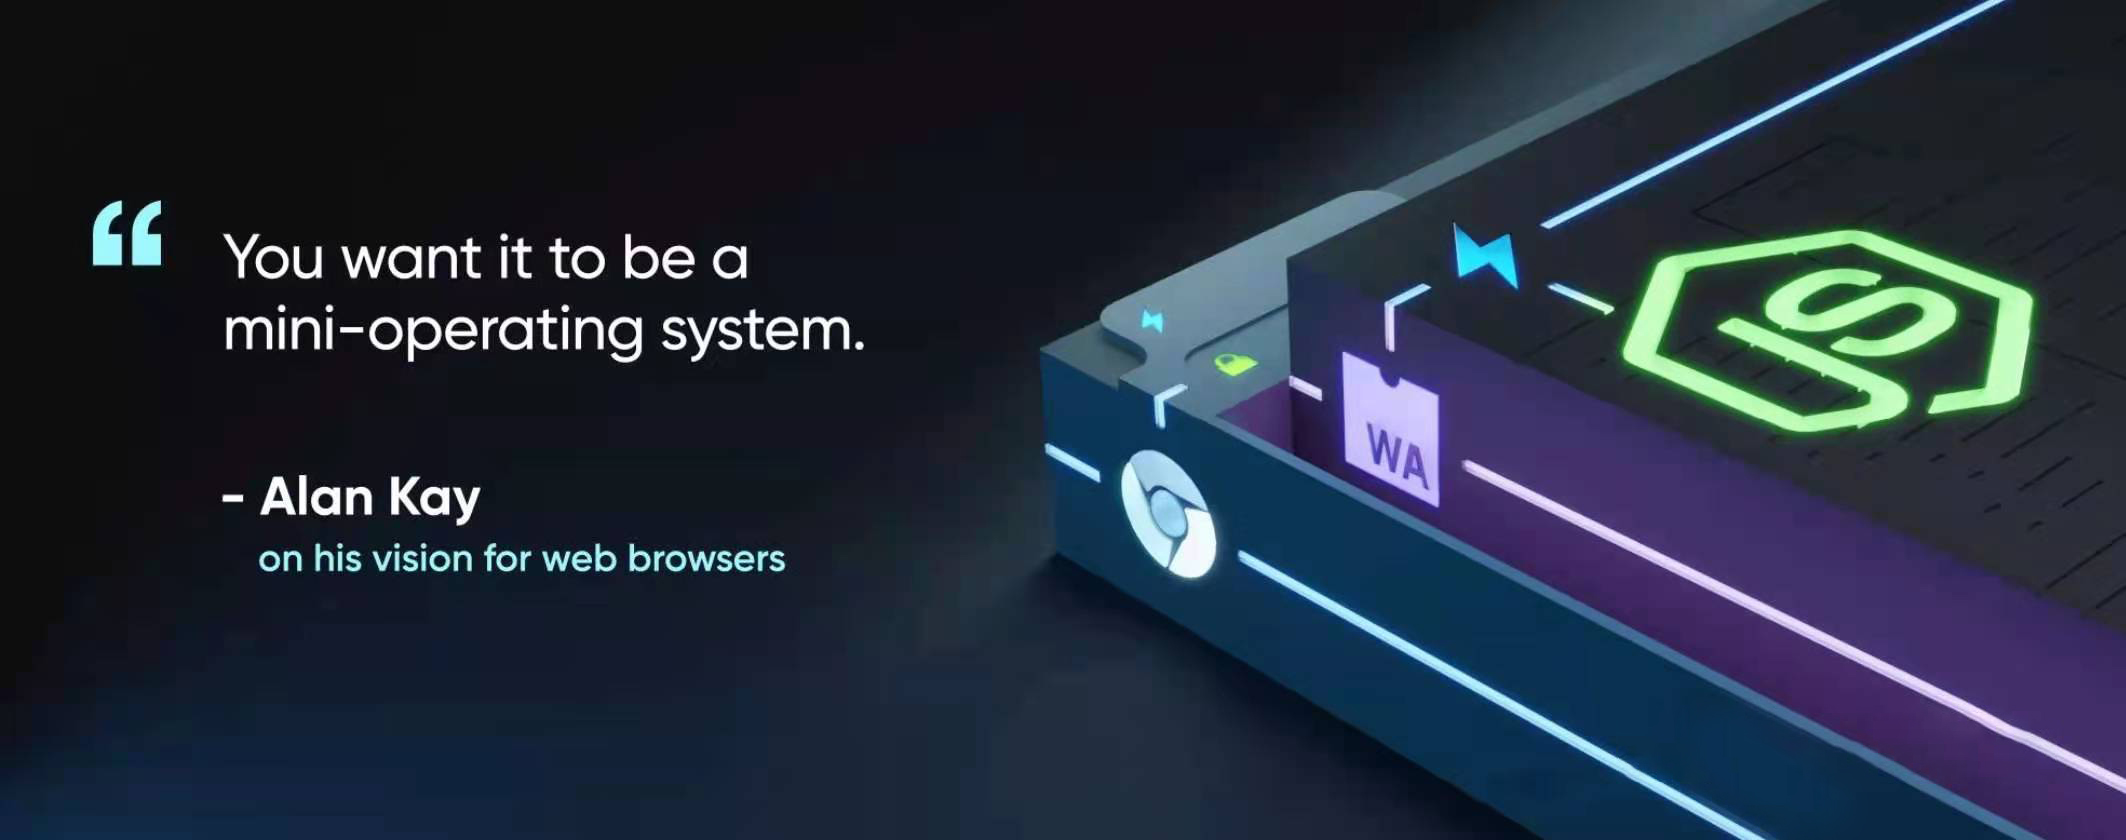 “ You want it to be a
mini-operating system.
- Alan Kay
on his vision for web browsers
WA
JS